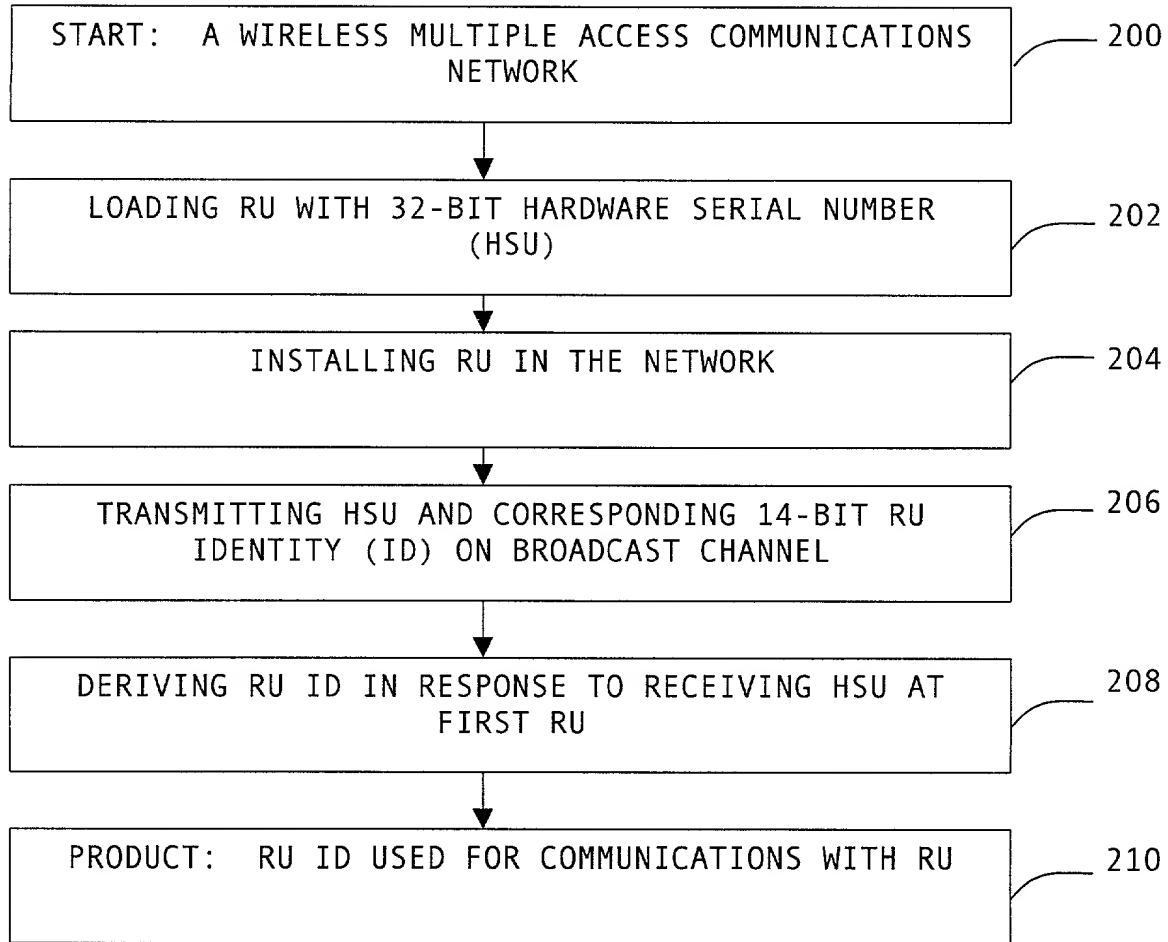 START: A WIRELESS MULTIPLE ACCESS COMMUNICATIONS
NETWORK
200
LOADING RU WITH 32-BIT HARDWARE SERIAL NUMBER
(HSU)
202
INSTALLING RU IN THE NETWORK
204
TRANSMITTING HSU AND CORRESPONDING 14-BIT RU
IDENTITY (ID) ON BROADCAST CHANNEL
206
DERIVING RU ID IN RESPONSE TO RECEIVING HSU AT
FIRST RU
208
PRODUCT: RU ID USED FOR COMMUNICATIONS WITH RU
210